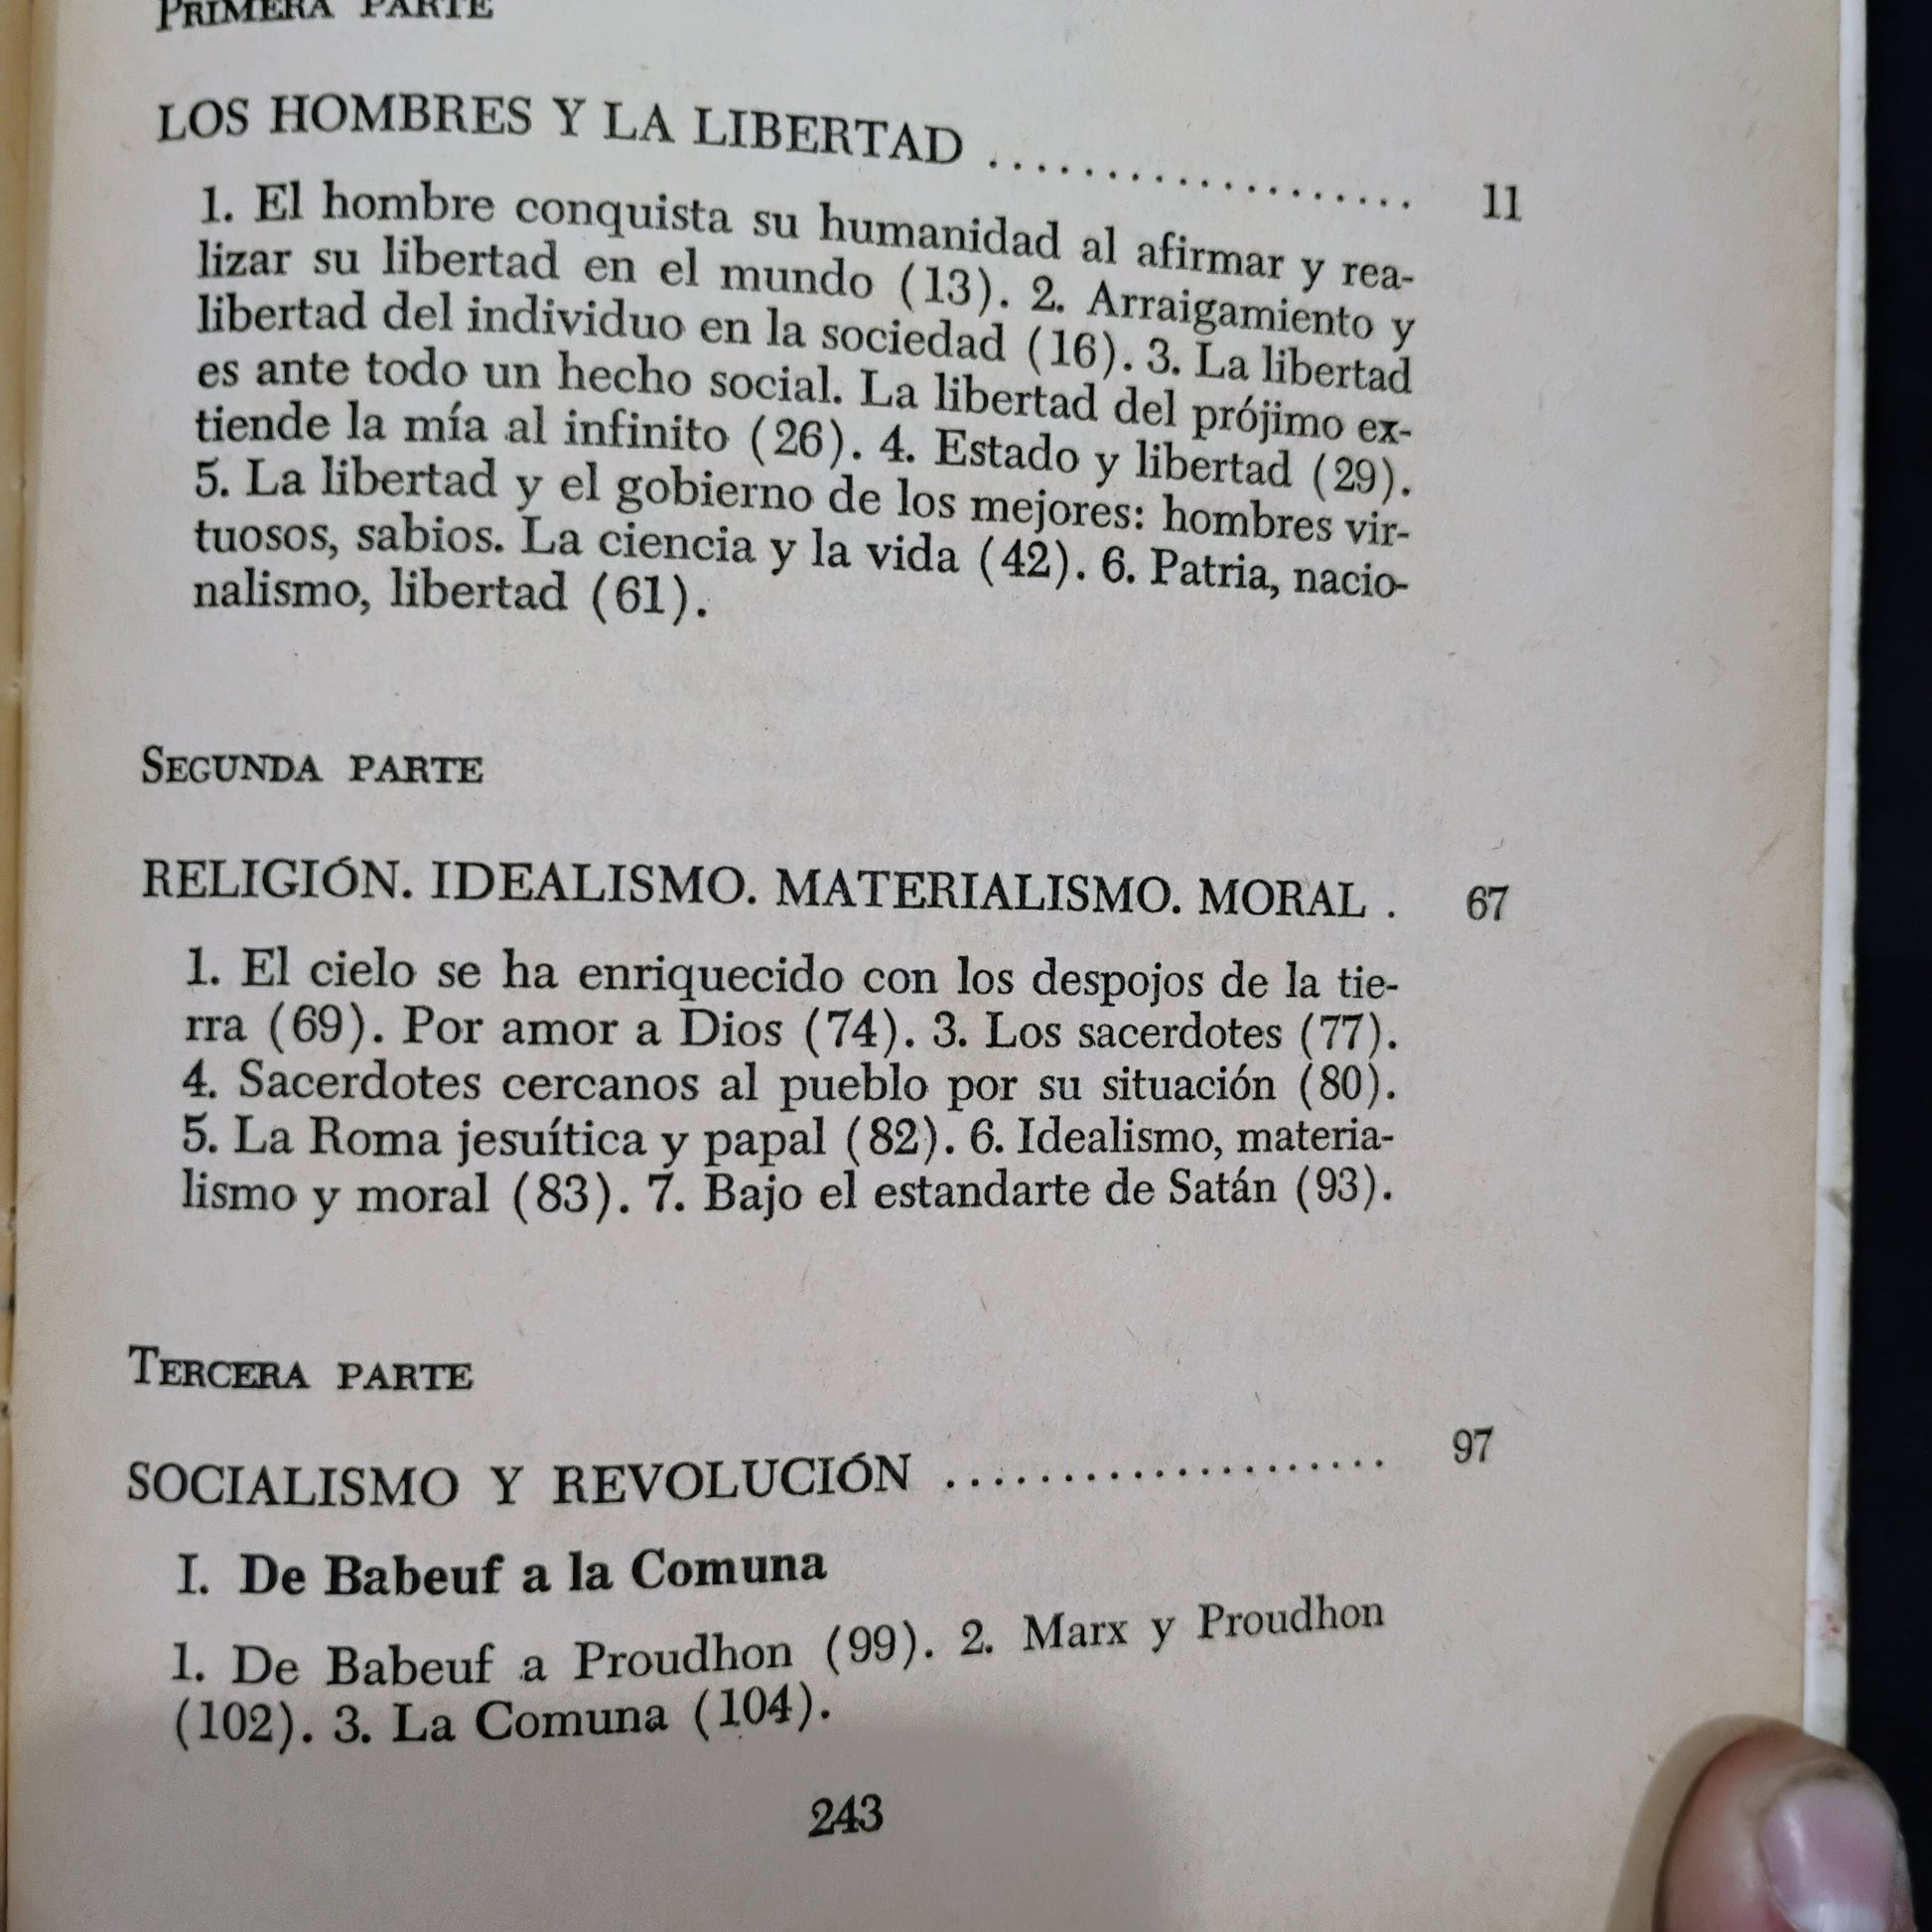 PRIMERA PARTE
LOS HOMBRES Y LA LIBERTAD ................... 11
1. El hombre conquista su humanidad al afirmar y rea-
lizar su libertad en el mundo (13). 2. Arraigamiento y
libertad del individuo en la sociedad (16). 3. La libertad
es ante todo un hecho social. La libertad del prójimo ex-
tiende la mía al infinito (26). 4. Estado y libertad (29).
5. La libertad y el gobierno de los mejores: hombres vir-
tuosos, sabios. La ciencia y la vida (42). 6. Patria, nacio-
nalismo, libertad (61).
SEGUNDA PARTE
RELIGIÓN. IDEALISMO. MATERIALISMO. MORAL . 67
1. El cielo se ha enriquecido con los despojos de la tie-
rra (69). Por amor a Dios (74). 3. Los sacerdotes (77).
4. Sacerdotes cercanos al pueblo por su situación (80).
5. La Roma jesuítica y papal (82). 6. Idealismo, materia-
lismo y moral (83). 7. Bajo el estandarte de Satán (93).
TERCERA PARTE
SOCIALISMO Y REVOLUCIÓN ................... 97
I. De Babeuf a la Comuna
1. De Babeuf a Proudhon (99). 2. Marx y Proudhon
(102). 3. La Comuna (104).
243